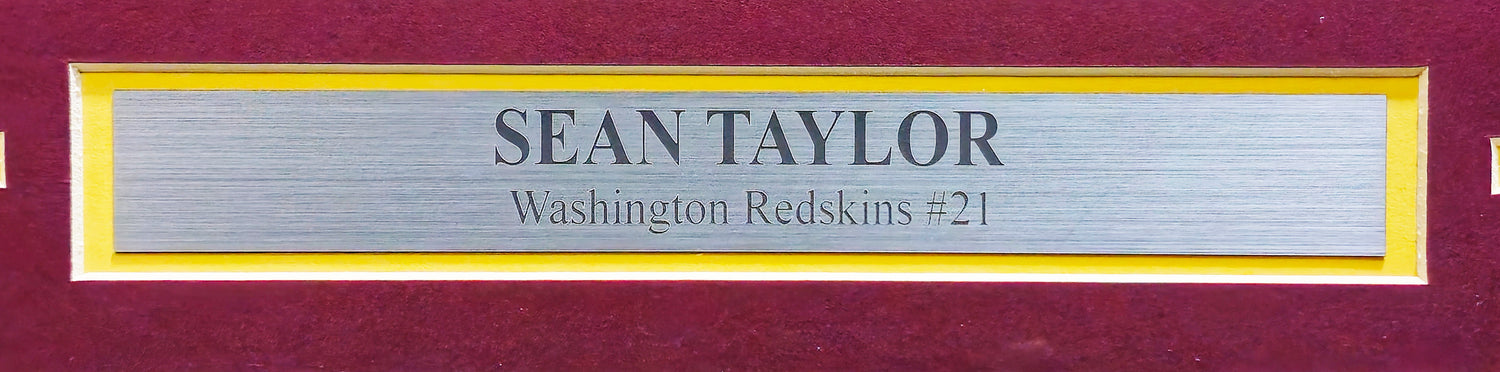 SEAN TAYLOR
Washington Redskins #21